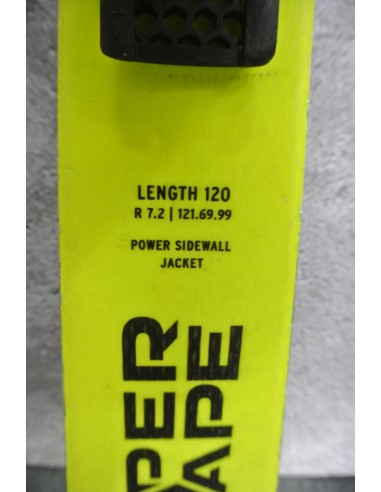 LENGTH 120
R 7.2 | 121.69.99
POWER SIDEWALL
JACKET
PER
APE